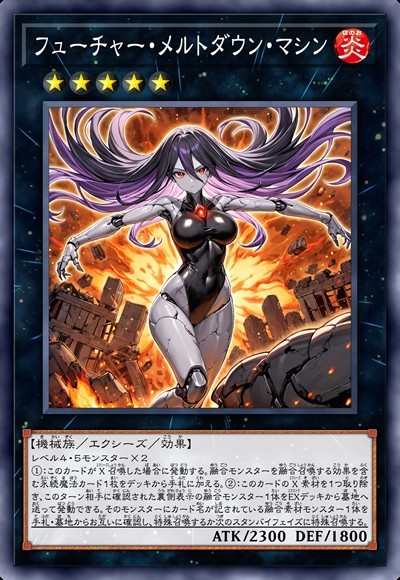 フューチャー・メルトダウン・マシン
炎
ほのお
【機械族／エクシーズ／効果】
レベル4・5モンスター×2
①:このカードがX召喚した場合に発動する。融合モンスターを融合召喚する効果を含
む永続魔法カード1枚をデッキから手札に加える。②:このカードのX素材を1つ取り除
き、このターン相手に確認された裏側表示の融合モンスター1体をEXデッキから墓地へ
送って発動できる。そのモンスターにカード名が記されている融合素材モンスター1体を
手札・墓地からお互いに確認し、特殊召喚するか次のスタンバイフェイズに特殊召喚する。
ATK/2300 DEF/1800